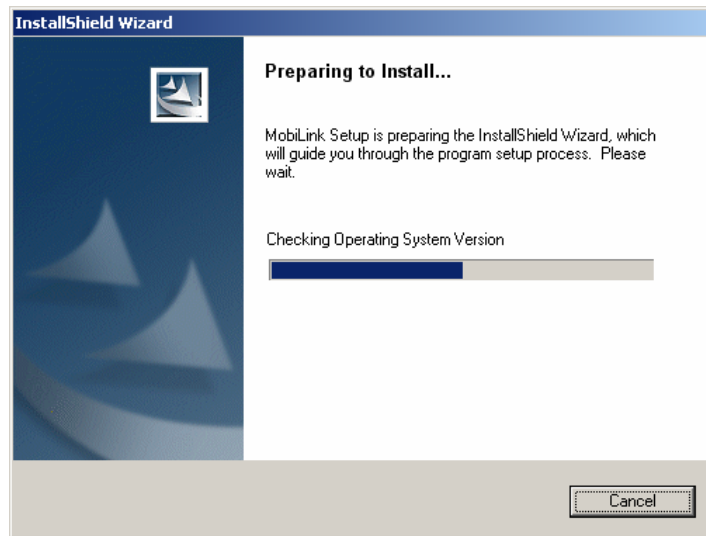 InstallShield Wizard
Preparing to Install...
MobiLink Setup is preparing the InstallShield Wizard, which
will guide you through the program setup process.  Please
wait.
Checking Operating System Version
Cancel